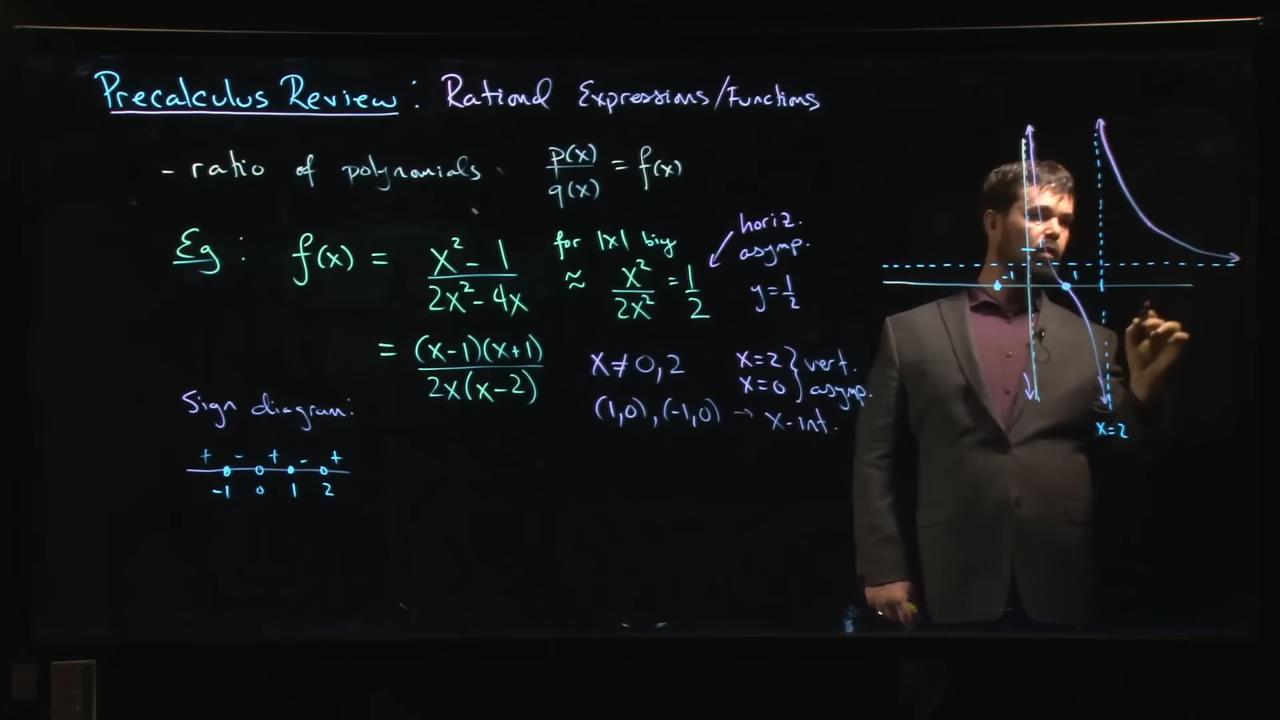 Precalculus Review: Rational Expressions/Functions
- ratio of polynomials p(x)/q(x) = f(x)
Eg: f(x) = (x² - 1)/(2x² - 4x) for |x| big ≈ x²/2x² = 1/2
horiz. asymp. y = 1/2
= (x-1)(x+1)/2x(x-2)
x ≠ 0, 2
x=2 } vert.
x=0 } asymp.
(1,0), (-1,0) → x-int.
Sign diagram:
+ - + - +
-1 0 1 2
-1 1
x=2